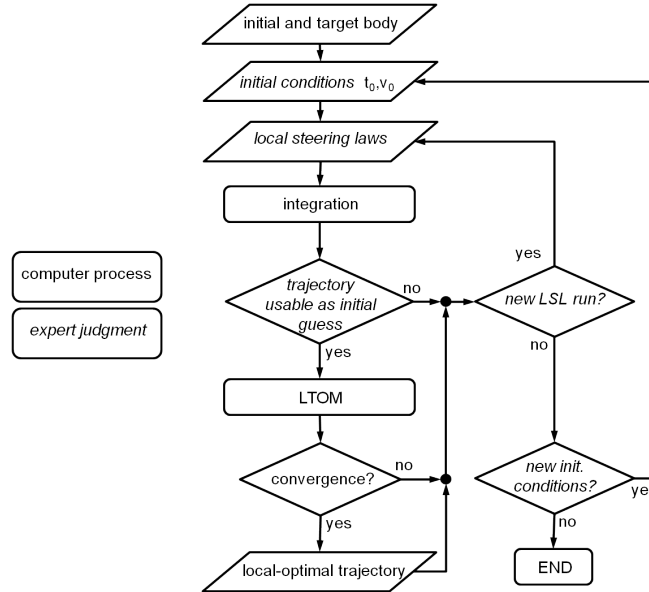 initial and target body
initial conditions t0,v0
local steering laws
integration
computer process
expert judgment
trajectory
usable as initial
guess
no
yes
new LSL run?
yes
no
LTOM
convergence?
no
yes
new init.
conditions?
ye
no
local-optimal trajectory
END